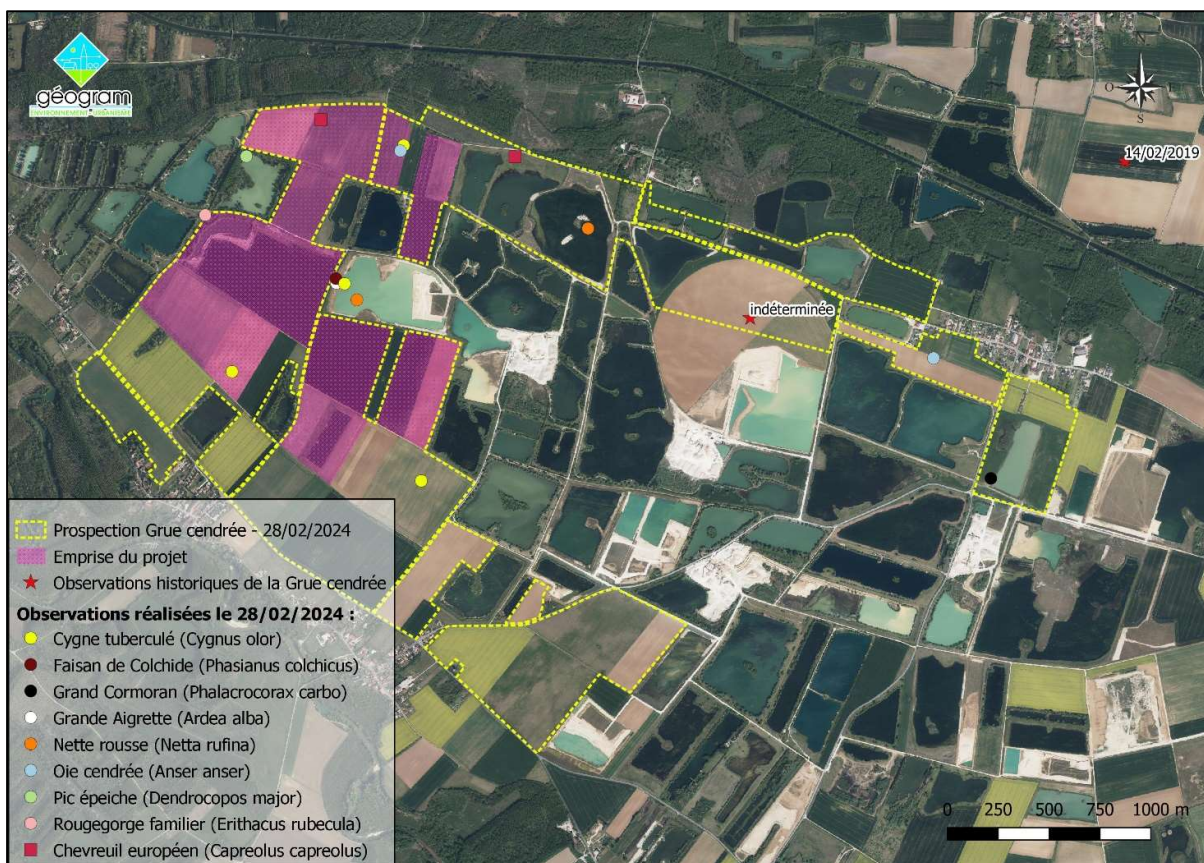 géogram
ENVIRONNEMENT - URBANISME
N
O
E
S
14/02/2019
indéterminée
Prospection Grue cendrée - 28/02/2024
Emprise du projet
Observations historiques de la Grue cendrée
Observations réalisées le 28/02/2024 :
Cygne tuberculé (Cygnus olor)
Faisan de Colchide (Phasianus colchicus)
Grand Cormoran (Phalacrocorax carbo)
Grande Aigrette (Ardea alba)
Nette rousse (Netta rufina)
Oie cendrée (Anser anser)
Pic épeiche (Dendrocopos major)
Rougegorge familier (Erithacus rubecula)
Chevreuil européen (Capreolus capreolus)
0 250 500 750 1000 m